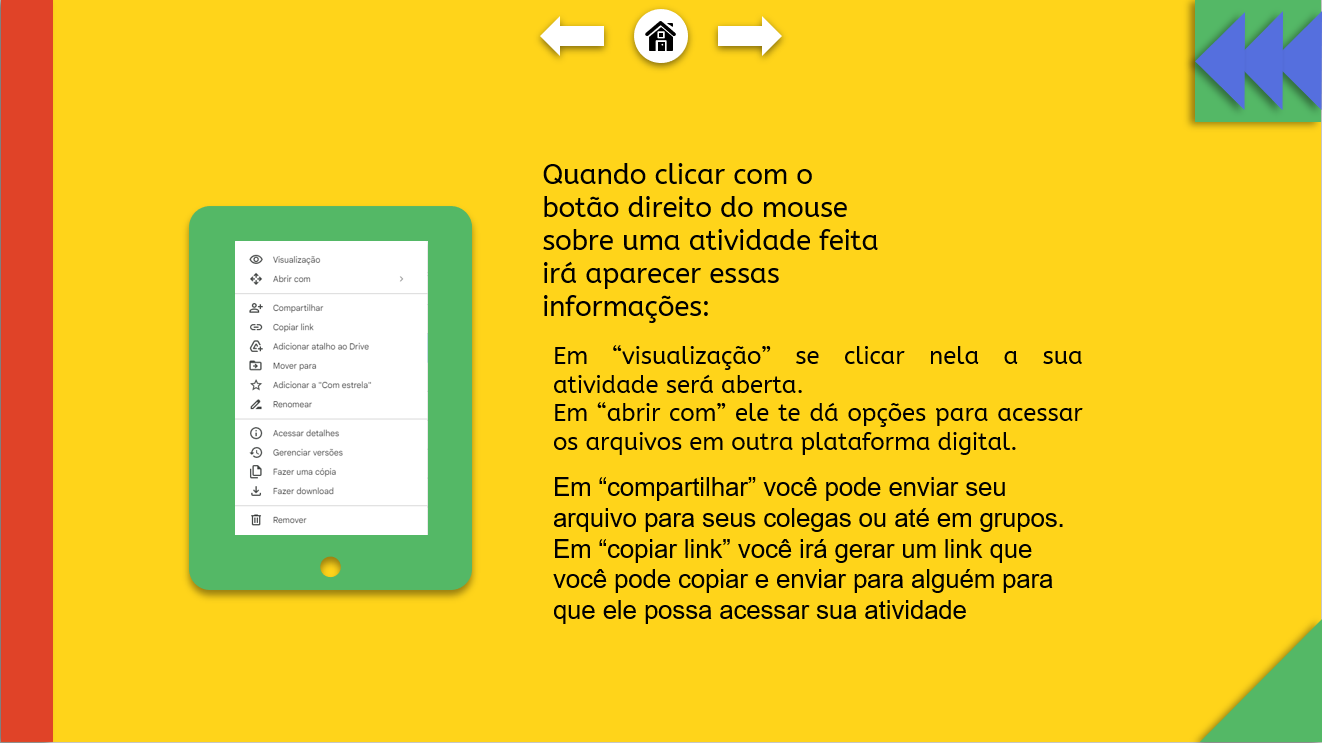 Visualização
Abrir com
Compartilhar
Copiar link
Adicionar atalho ao Drive
Mover para
Adicionar a "Com estrela"
Renomear
Acessar detalhes
Gerenciar versões
Fazer uma cópia
Fazer download
Remover
Quando clicar com o
botão direito do mouse
sobre uma atividade feita
irá aparecer essas
informações:
Em “visualização” se clicar nela a sua
atividade será aberta.
Em “abrir com” ele te dá opções para acessar
os arquivos em outra plataforma digital.
Em “compartilhar” você pode enviar seu
arquivo para seus colegas ou até em grupos.
Em “copiar link” você irá gerar um link que
você pode copiar e enviar para alguém para
que ele possa acessar sua atividade